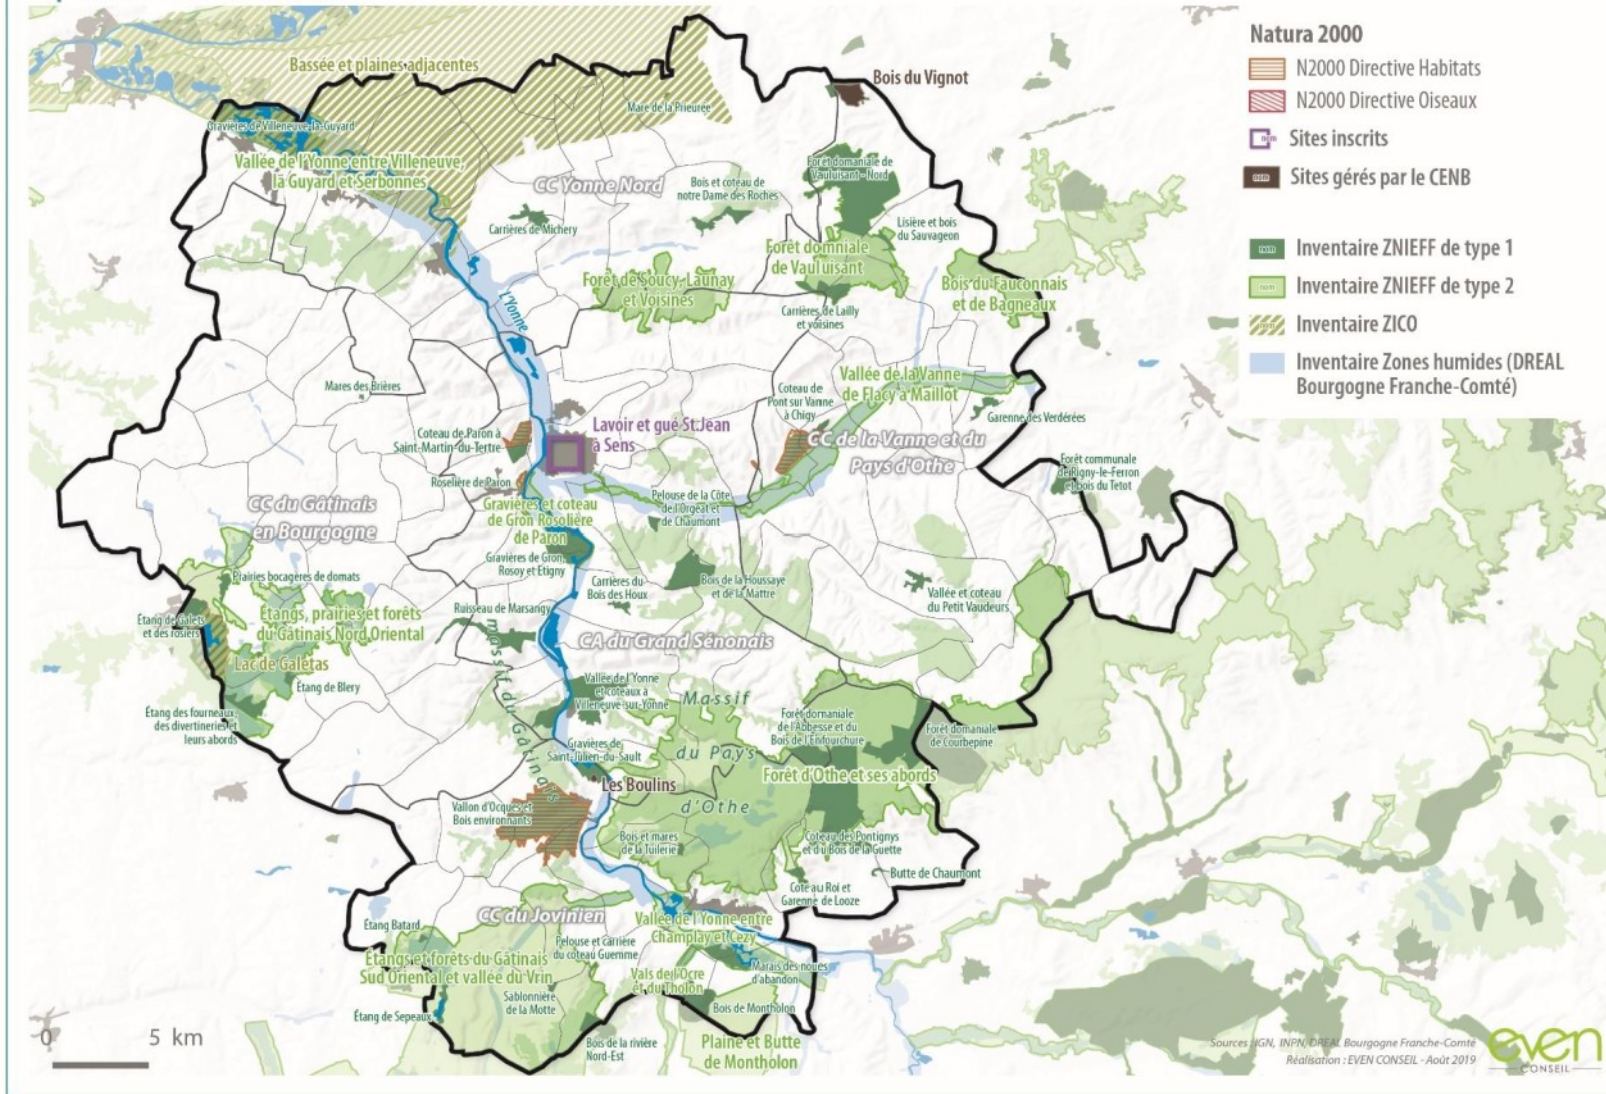 Natura 2000
N2000 Directive Habitats
N2000 Directive Oiseaux
Sites inscrits
Sites gérés par le CENB
Inventaire ZNIEFF de type 1
Inventaire ZNIEFF de type 2
Inventaire ZICO
Inventaire Zones humides (DREAL
Bourgogne Franche-Comté)
Bassée et plaines adjacentes
Mare de la Prieurée
Bois du Vignot
Gravières de Villeneuve-la-Guyard
Vallée de l'Yonne entre Villeneuve,
la Guyard et Serbonnes
CC Yonne Nord
Bois et coteau de
notre Dame des Roches
Forêt domaniale de
Vauluisant - Nord
Carrières de Michery
Lisière et bois
du Sauvageon
Forêt domniale
de Vauluisant
Forêt de Soucy, Launay
et Voisines
Bois du Fauconnais
et de Bagneaux
L'Yonne
Carrières de Lailly
et voisines
Mares des Brières
Coteau de
Pont sur Vanne
à Chigy
Vallée de la Vanne
de Flacy à Maillot
Garenne des Verdérées
Coteau de Paron à
Saint-Martin-du-Tertre
Lavoir et gué St.Jean
à Sens
CC de la Vanne et du
Pays d'Othe
Forêt communale
de Rigny-le-Ferron
et bois du Tetot
Roselière de Paron
CC du Gâtinais
en Bourgogne
Gravières et coteau
de Gron Rosolière
de Paron
Pelouse de la Côte
de l'Orgeat et
de Chaumont
Gravières de Gron,
Rosoy et Etigny
Carrières du
Bois des Houx
Bois de la Houssaye
et de la Mattre
Vallée et coteau
du Petit Vaudeurs
Prairies bocagères de domats
Étang de Galets
et des rosiers
Étangs, prairies et forêts
du Gâtinais Nord Oriental
Ruisseau de Marsangy
CA du Grand Sénonais
Lac de Galetas
Étang de Blery
massif du Gâtinais
Vallée de l'Yonne
et coteaux à
Villeneuve-sur-Yonne
Massif
du Pays
d'Othe
Étang des fourneaux,
des divertineries et
leurs abords
Forêt domaniale
de l'Abbesse et du
Bois de l'Enfourchure
Forêt domaniale
de Courbepine
Gravières de
Saint-Julien-du-Sault
Les Boulins
Forêt d'Othe et ses abords
Vallon d'Ocques et
Bois environnants
Bois et mares
de la Tuilerie
Coteau des Pontignys
et du Bois de la Guette
Butte de Chaumont
Coteau Roi et
Garenne de Looze
CC du Jovinien
Étang Batard
Vallée de l'Yonne entre
Champlay et Cezy
Étangs et forêts du Gâtinais
Sud Oriental et vallée du Vrin
Pelouse et carrière
du coteau Guemme
Vals de l'Ocre
et du Tholon
Marais des noues
d'abandon
Étang de Sepeaux
Sablonnière
de la Motte
Bois de Montholon
Bois de la rivière
Nord-Est
Plaine et Butte
de Montholon
0 5 km
Sources : IGN, INPN, DREAL Bourgogne Franche-Comté
Réalisation : EVEN CONSEIL - Août 2019
even
CONSEIL